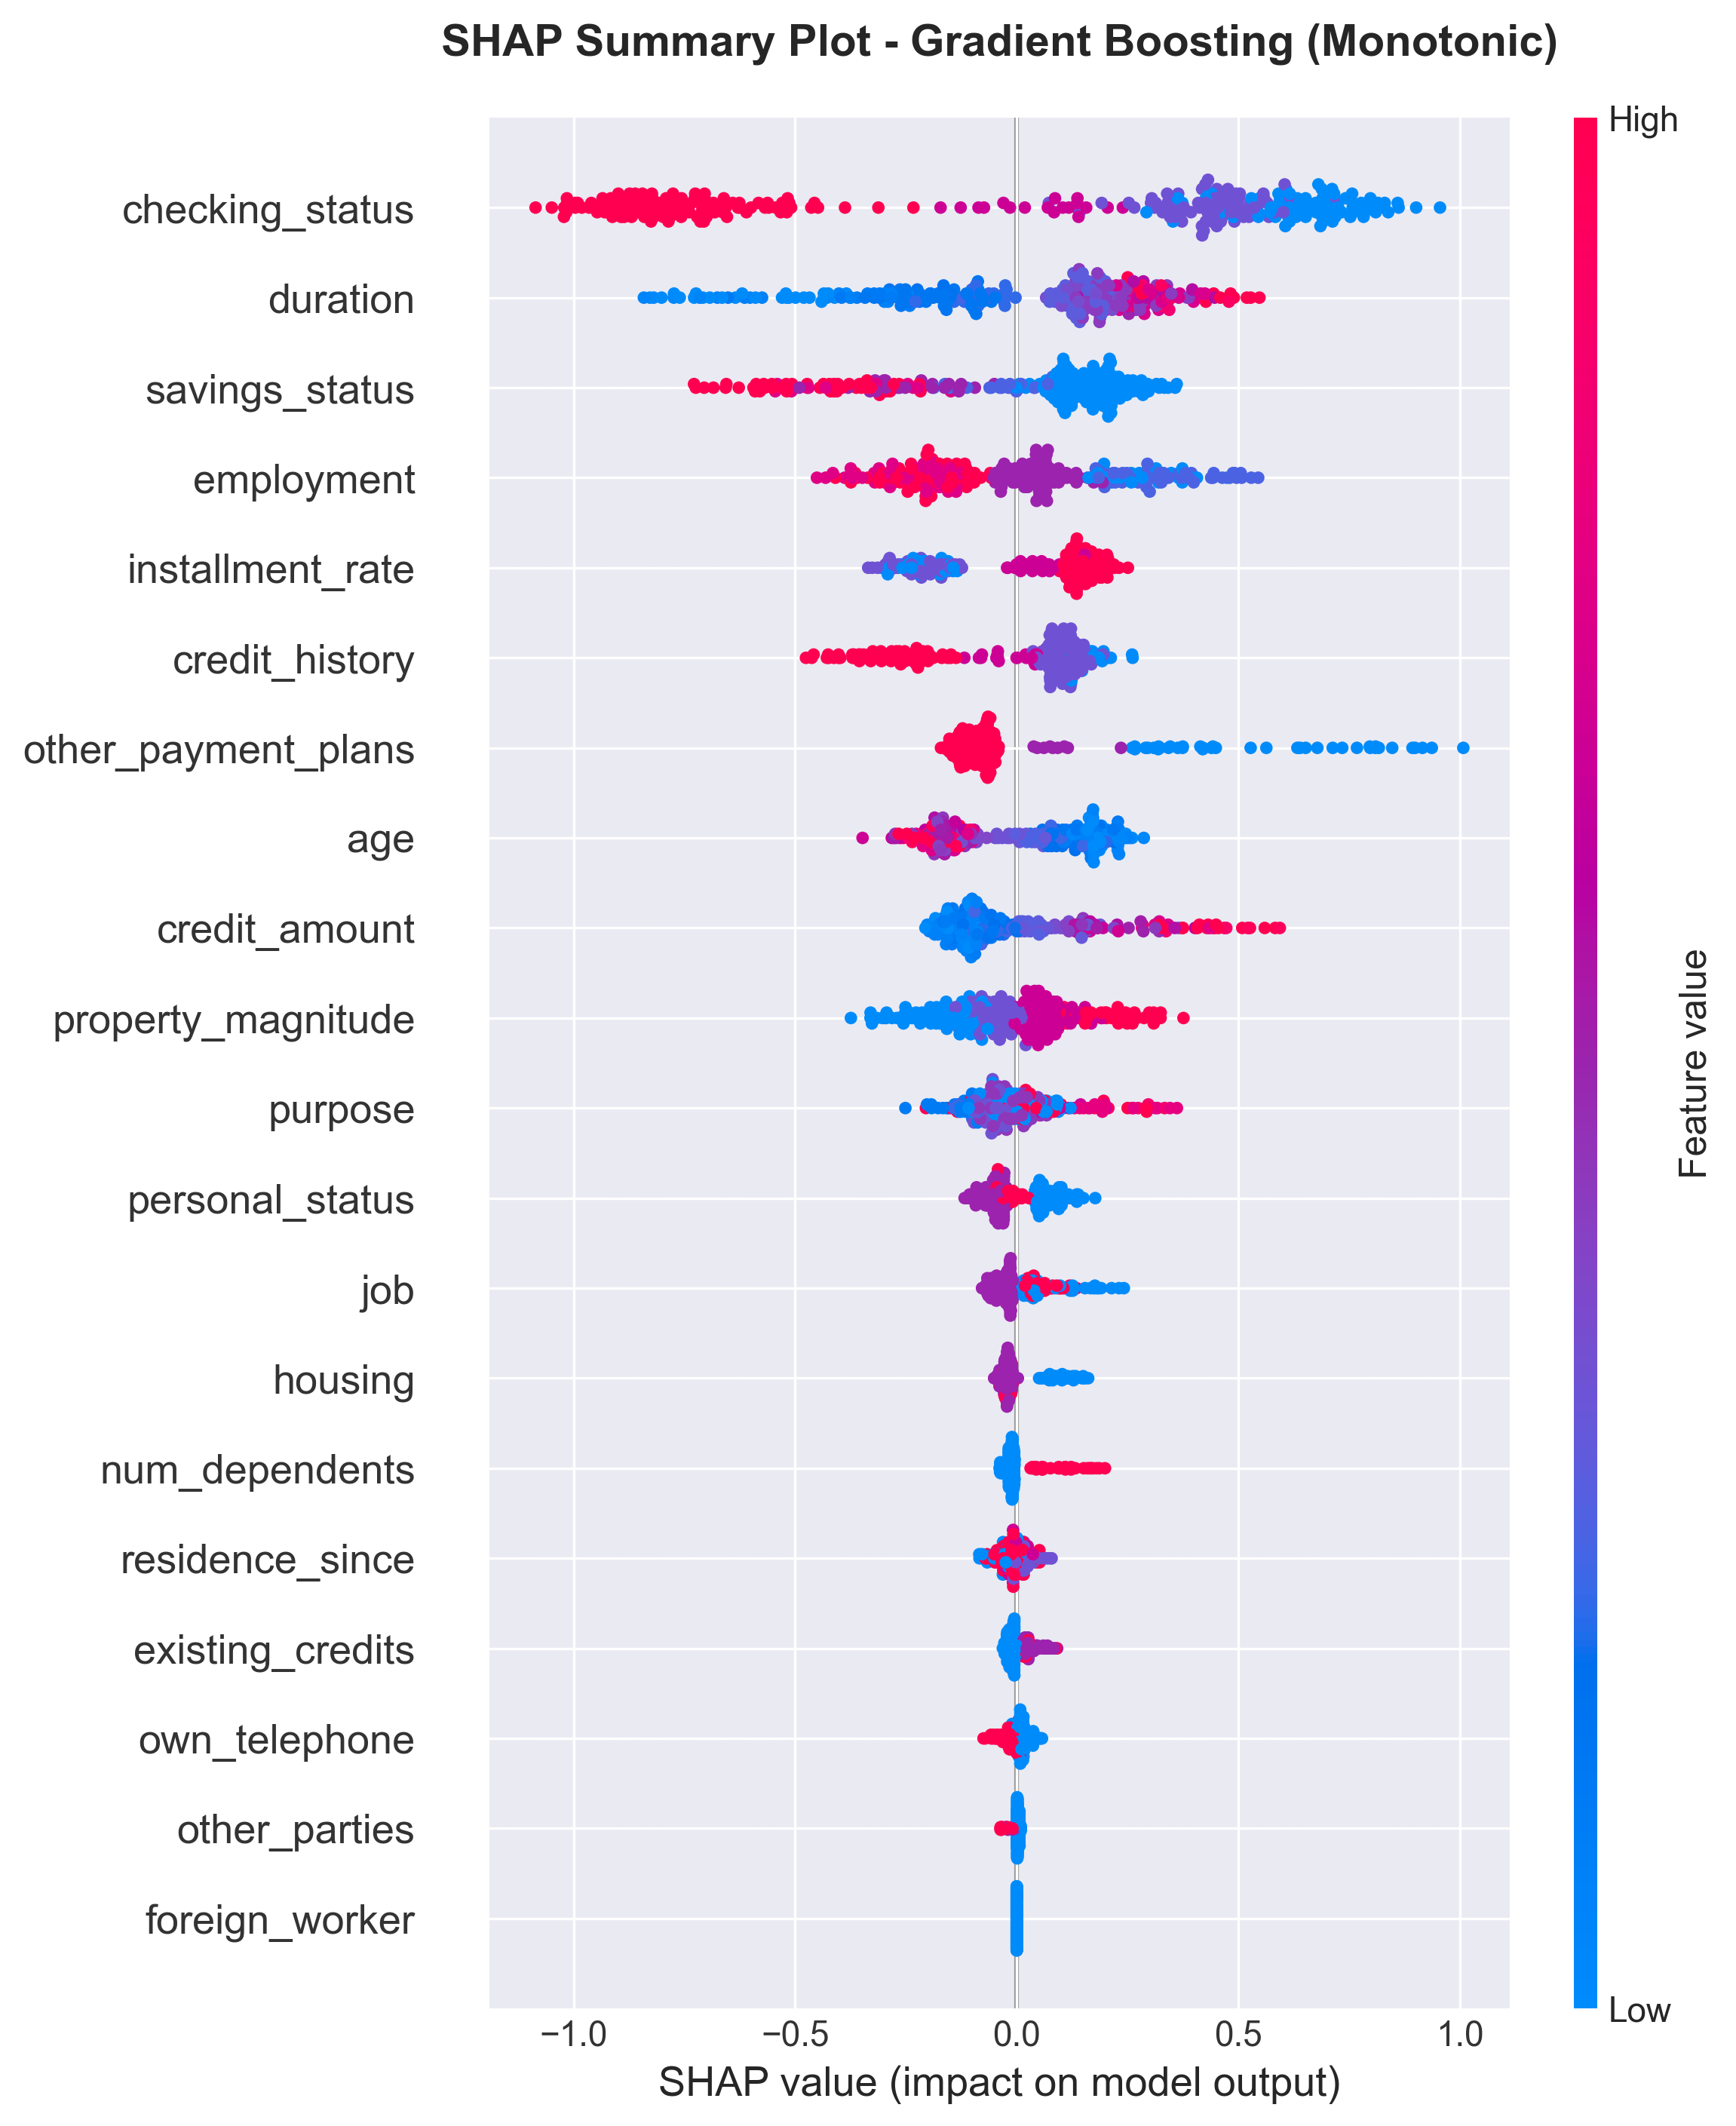 SHAP Summary Plot - Gradient Boosting (Monotonic)
High
checking_status
duration
savings_status
employment
installment_rate
credit_history
other_payment_plans
age
credit_amount
property_magnitude
purpose
personal_status
job
housing
num_dependents
residence_since
existing_credits
own_telephone
other_parties
foreign_worker
Feature value
Low
−1.0 −0.5 0.0 0.5 1.0
SHAP value (impact on model output)